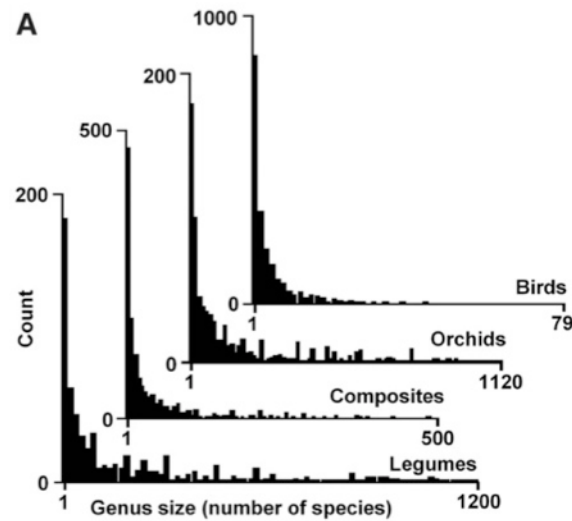 A
1000
200
500
200
Count
0
1
Birds
79
0
1
Orchids
1120
0
1
Composites
500
0
1
Legumes
1200
Genus size (number of species)